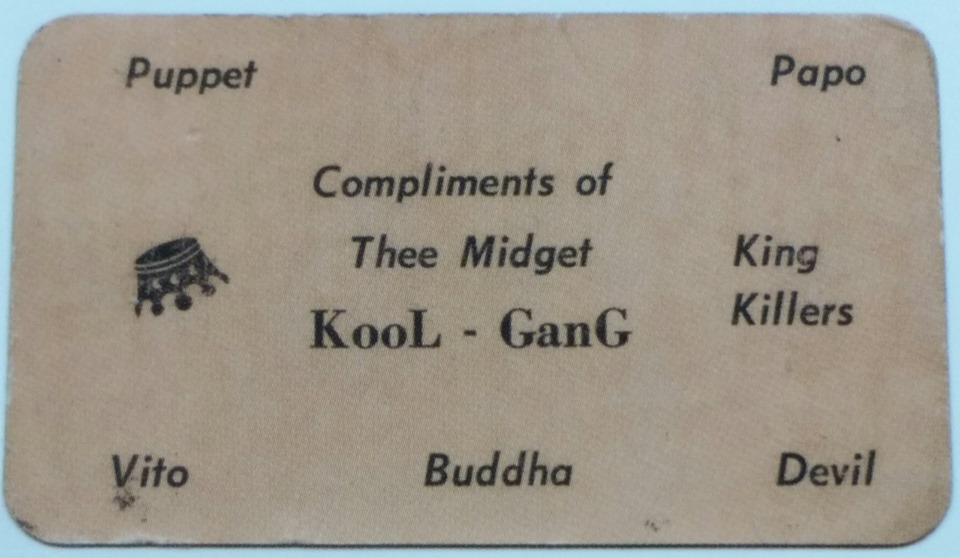 Puppet
Papo
Compliments of
Thee Midget
KooL - GanG
King
Killers
Vito
Buddha
Devil